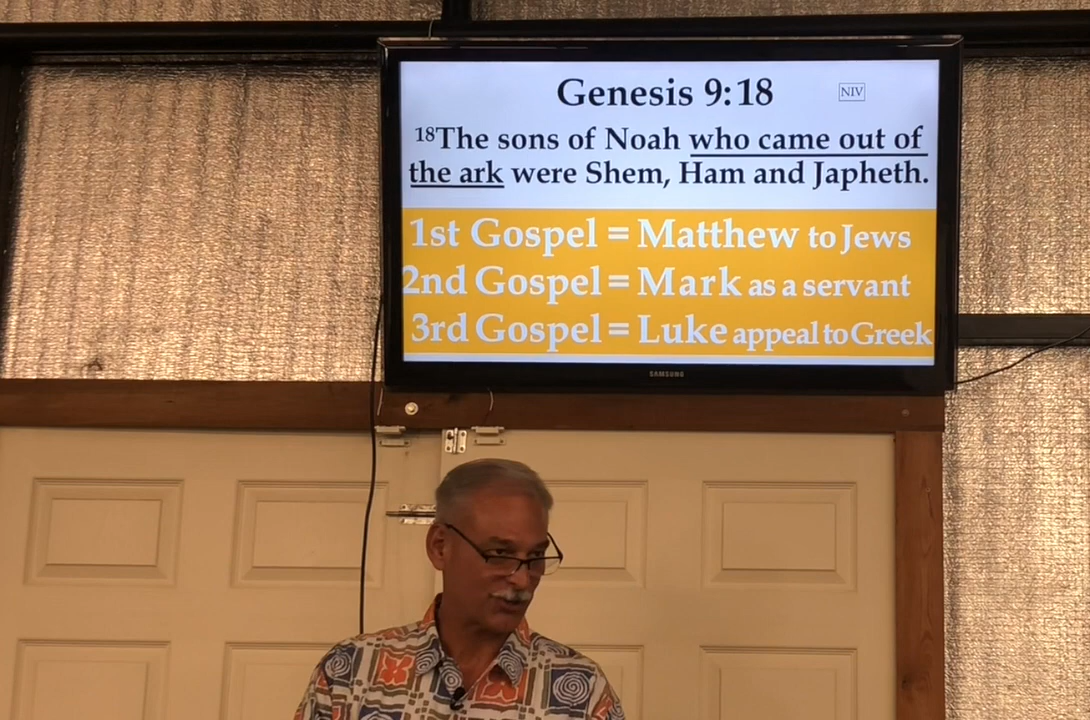 Genesis 9:18 NIV
18The sons of Noah who came out of
the ark were Shem, Ham and Japheth.
1st Gospel = Matthew to Jews
2nd Gospel = Mark as a servant
3rd Gospel = Luke appeal to Greek
SAMSUNG